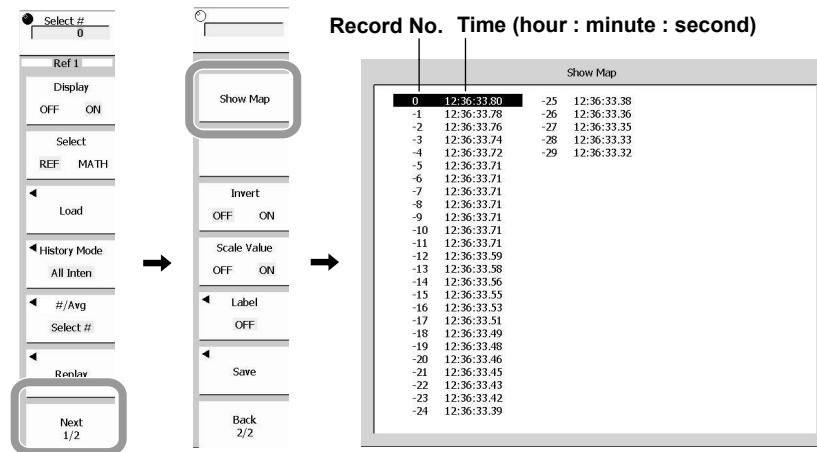 Select #
0
Ref 1
Display
OFF ON
Select
REF MATH
Load
History Mode
All Inten
#/Avg
Select #
Replay
Next
1/2
Show Map
Invert
OFF ON
Scale Value
OFF ON
Label
OFF
Save
Back
2/2
Record No. Time (hour : minute : second)
Show Map
0 12:36:33.80
-1 12:36:33.78
-2 12:36:33.76
-3 12:36:33.74
-4 12:36:33.72
-5 12:36:33.71
-6 12:36:33.71
-7 12:36:33.71
-8 12:36:33.71
-9 12:36:33.71
-10 12:36:33.71
-11 12:36:33.71
-12 12:36:33.59
-13 12:36:33.58
-14 12:36:33.56
-15 12:36:33.55
-16 12:36:33.53
-17 12:36:33.51
-18 12:36:33.49
-19 12:36:33.48
-20 12:36:33.46
-21 12:36:33.45
-22 12:36:33.43
-23 12:36:33.42
-24 12:36:33.39
-25 12:36:33.38
-26 12:36:33.36
-27 12:36:33.35
-28 12:36:33.33
-29 12:36:33.32